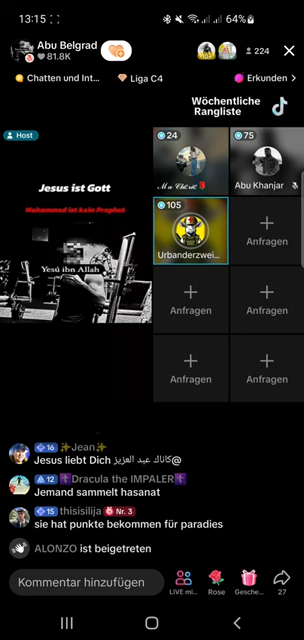 13:15
64%
Abu Belgrad
81.8K
224
Chatten und Int...
Liga C4
Erkunden >
Wöchentliche
Rangliste
Host
24
75
Jesus ist Gott
Mohammed ist kein Prophet
Yesú ibn Allah
Abu Khanjar
105
Urbanderzwei...
Anfragen
Anfragen
Anfragen
Anfragen
Anfragen
16 Jean
Jesus liebt Dich كاناك عبد العزيز@
12 Dracula the IMPALER
Jemand sammelt hasanat
15 thisisilija Nr. 3
sie hat punkte bekommen für paradies
ALONZO ist beigetreten
Kommentar hinzufügen
LIVE mi...
Rose
Gesche...
27